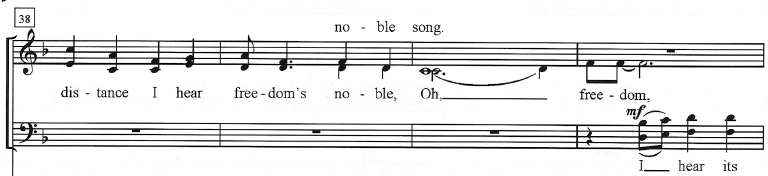 38
no - ble song.
dis - tance I hear free - dom's no - ble, Oh, free - dom,
mf
I hear its